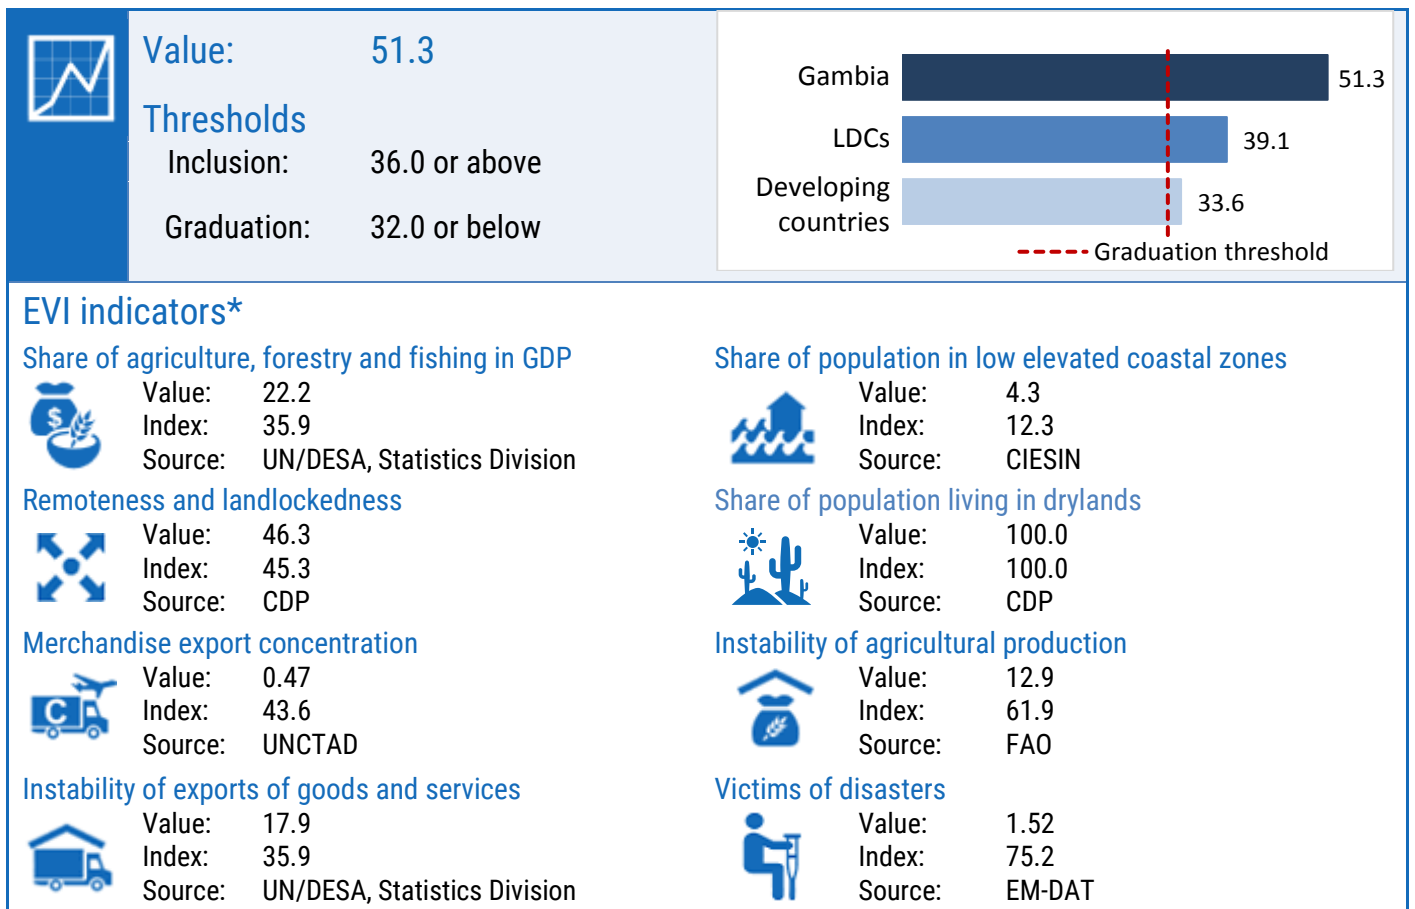 Value: 51.3
Thresholds
Inclusion: 36.0 or above
Graduation: 32.0 or below
Gambia 51.3
LDCs 39.1
Developing
countries 33.6
Graduation threshold
EVI indicators*
Share of agriculture, forestry and fishing in GDP
$
Value: 22.2
Index: 35.9
Source: UN/DESA, Statistics Division
Share of population in low elevated coastal zones
Value: 4.3
Index: 12.3
Source: CIESIN
Remoteness and landlockedness
Value: 46.3
Index: 45.3
Source: CDP
Share of population living in drylands
Value: 100.0
Index: 100.0
Source: CDP
Merchandise export concentration
C
Value: 0.47
Index: 43.6
Source: UNCTAD
Instability of agricultural production
Value: 12.9
Index: 61.9
Source: FAO
Instability of exports of goods and services
Value: 17.9
Index: 35.9
Source: UN/DESA, Statistics Division
Victims of disasters
Value: 1.52
Index: 75.2
Source: EM-DAT